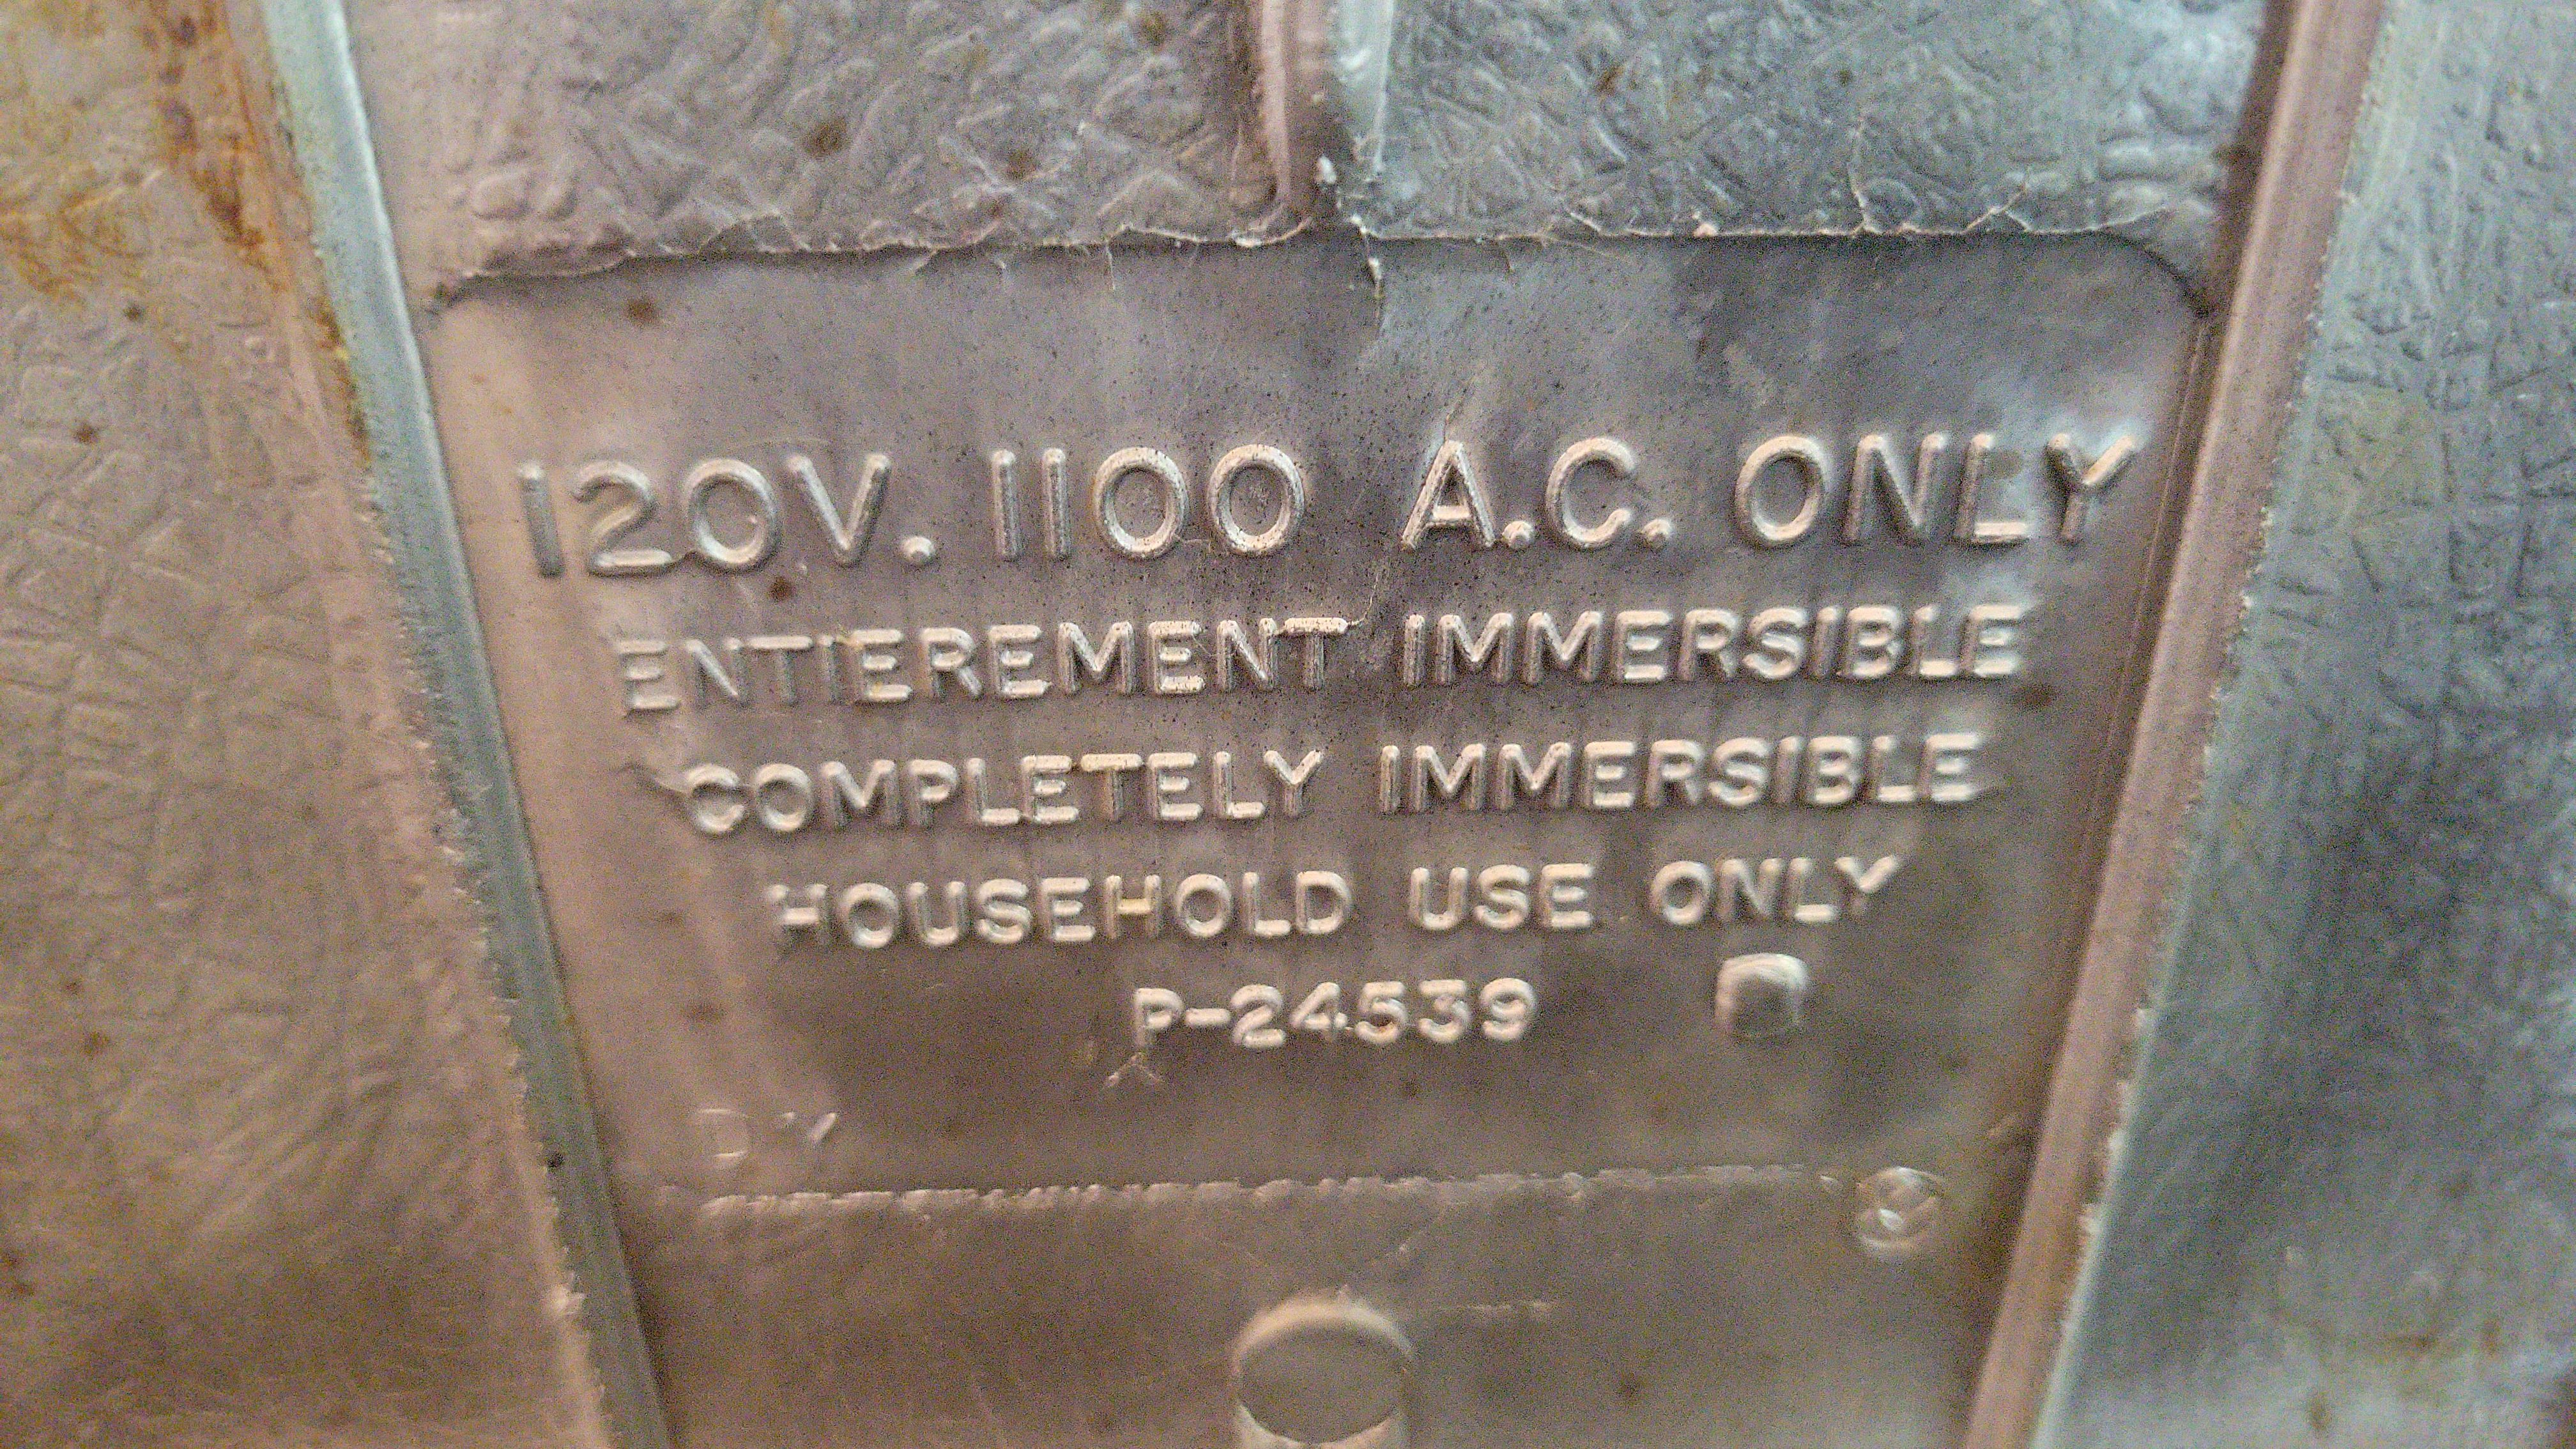 120V. 1100 A.C. ONLY
ENTIEREMENT IMMERSIBLE
COMPLETELY IMMERSIBLE
HOUSEHOLD USE ONLY
P-24539